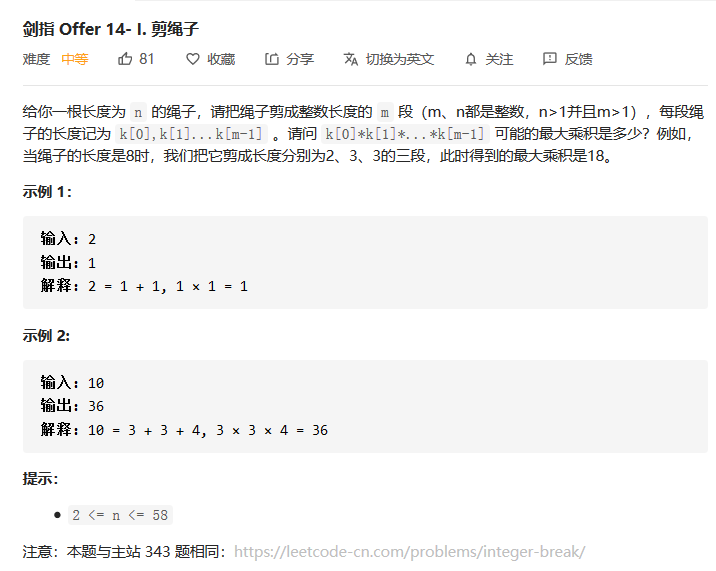 剑指 Offer 14- I. 剪绳子
难度 中等 81 收藏 分享 切换为英文 关注 反馈
给你一根长度为 n 的绳子，请把绳子剪成整数长度的 m 段（m、n都是整数，n>1并且m>1），每段绳
子的长度记为 k[0],k[1]...k[m-1] 。请问 k[0]*k[1]*...*k[m-1] 可能的最大乘积是多少？例如，
当绳子的长度是8时，我们把它剪成长度分别为2、3、3的三段，此时得到的最大乘积是18。
示例 1：
输入：2
输出：1
解释：2 = 1 + 1, 1 × 1 = 1
示例 2:
输入：10
输出：36
解释：10 = 3 + 3 + 4, 3 × 3 × 4 = 36
提示：
• 2 <= n <= 58
注意：本题与主站 343 题相同：https://leetcode-cn.com/problems/integer-break/